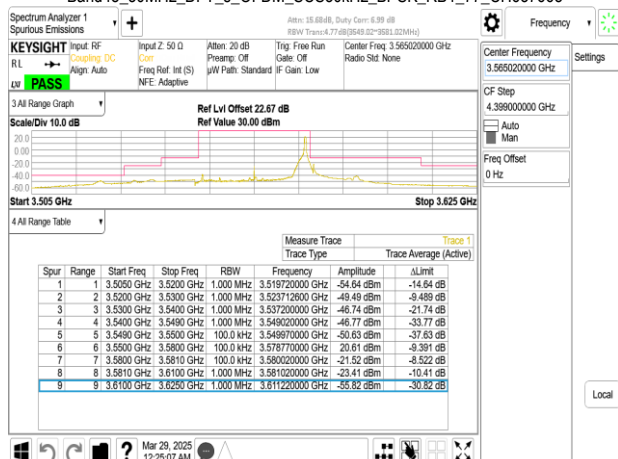 Spectrum Analyzer 1
Spurious Emissions
Attn: 15.68dB, Duty Corr: 6.99 dB
RBW Trans:4.77dB(3549.02~3581.02MHz)
Frequency
KEYSIGHT Input: RF
Coupling: DC
Align: Auto
RL
LXI PASS
Input Z: 50 Ω
Corr
Freq Ref: Int (S)
NFE: Adaptive
Atten: 20 dB
Preamp: Off
µW Path: Standard
Trig: Free Run
Gate: Off
IF Gain: Low
Center Freq: 3.565020000 GHz
Radio Std: None
Center Frequency
3.565020000 GHz
Settings
CF Step
4.399000000 GHz
Auto
Man
Freq Offset
0 Hz
Local
3 All Range Graph
Scale/Div 10.0 dB
Ref Lvl Offset 22.67 dB
Ref Value 30.00 dBm
20.0
0.00
-20.0
-40.0
-60.0
Start 3.505 GHz
Stop 3.625 GHz
4 All Range Table
Measure Trace Trace 1
Trace Type Trace Average (Active)
Spur Range Start Freq Stop Freq RBW Frequency Amplitude ΔLimit
1 1 3.5050 GHz 3.5200 GHz 1.000 MHz 3.519720000 GHz -54.64 dBm -14.64 dB
2 2 3.5200 GHz 3.5300 GHz 1.000 MHz 3.523712600 GHz -49.49 dBm -9.489 dB
3 3 3.5300 GHz 3.5400 GHz 1.000 MHz 3.537200000 GHz -46.74 dBm -21.74 dB
4 4 3.5400 GHz 3.5490 GHz 1.000 MHz 3.549020000 GHz -46.77 dBm -33.77 dB
5 5 3.5490 GHz 3.5500 GHz 100.0 kHz 3.549970000 GHz -50.63 dBm -37.63 dB
6 6 3.5500 GHz 3.5800 GHz 100.0 kHz 3.578770000 GHz 20.61 dBm -9.391 dB
7 7 3.5800 GHz 3.5810 GHz 100.0 kHz 3.580020000 GHz -21.52 dBm -8.522 dB
8 8 3.5810 GHz 3.6100 GHz 1.000 MHz 3.581020000 GHz -23.41 dBm -10.41 dB
9 9 3.6100 GHz 3.6250 GHz 1.000 MHz 3.611220000 GHz -55.82 dBm -30.82 dB
Mar 29, 2025
12:25:07 AM